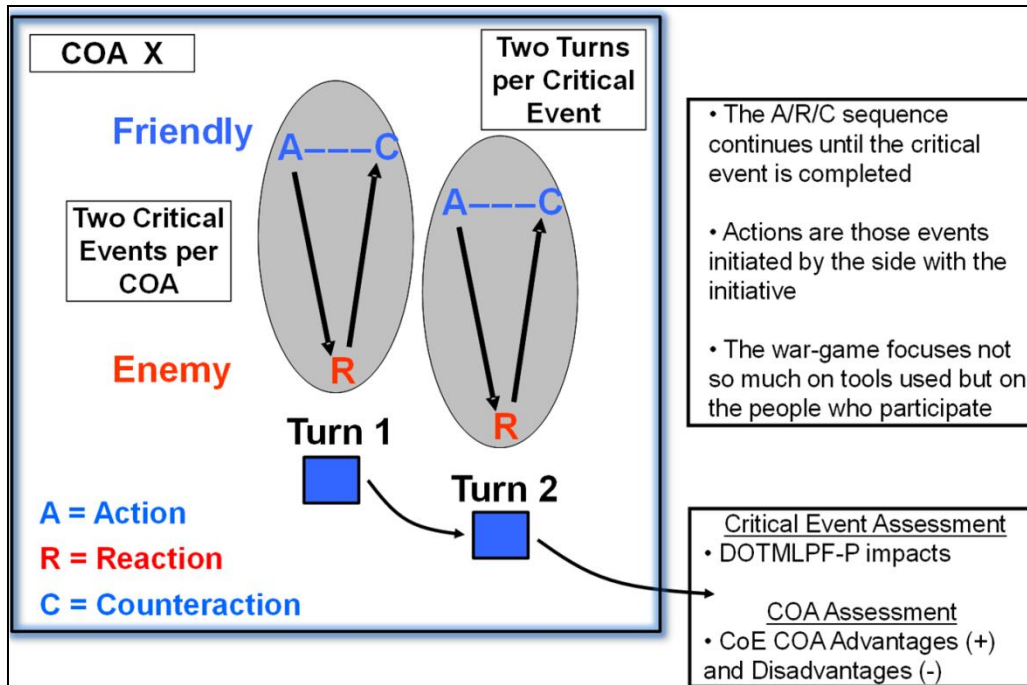 COA X
Two Turns
per Critical
Event
Friendly
A---C
A---C
Two Critical
Events per
COA
Enemy
R
R
Turn 1
Turn 2
A = Action
R = Reaction
C = Counteraction
• The A/R/C sequence
continues until the critical
event is completed
• Actions are those events
initiated by the side with the
initiative
• The war-game focuses not
so much on tools used but on
the people who participate
Critical Event Assessment
• DOTMLPF-P impacts
COA Assessment
• CoE COA Advantages (+)
and Disadvantages (-)